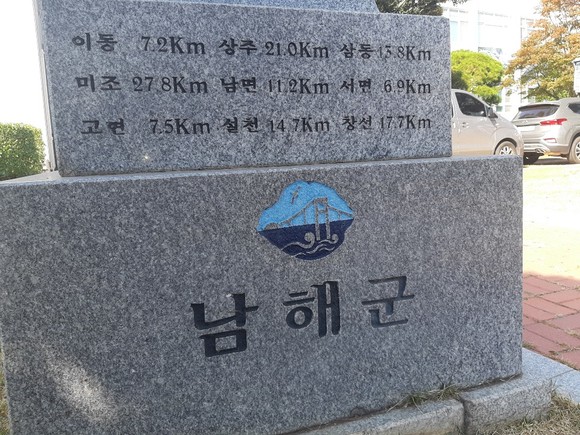 이동 7.2Km 상주 21.0Km 삼동 13.8Km
미조 27.8Km 남면 11.2Km 서면 6.9Km
고현 7.5Km 설천 14.7Km 창선 17.7Km
남해군